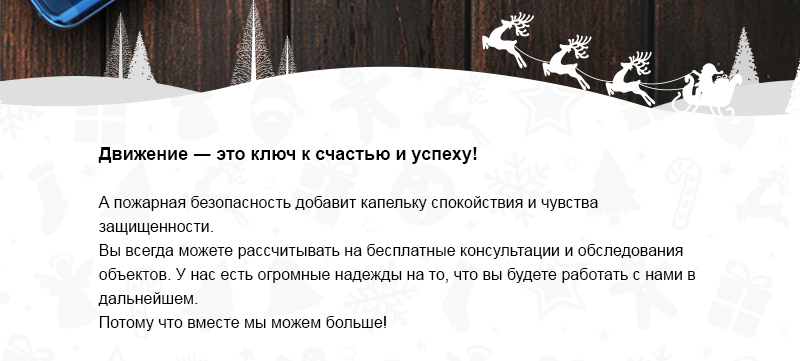 Движение — это ключ к счастью и успеху!
А пожарная безопасность добавит капельку спокойствия и чувства
защищенности.
Вы всегда можете рассчитывать на бесплатные консультации и обследования
объектов. У нас есть огромные надежды на то, что вы будете работать с нами в
дальнейшем.
Потому что вместе мы можем больше!